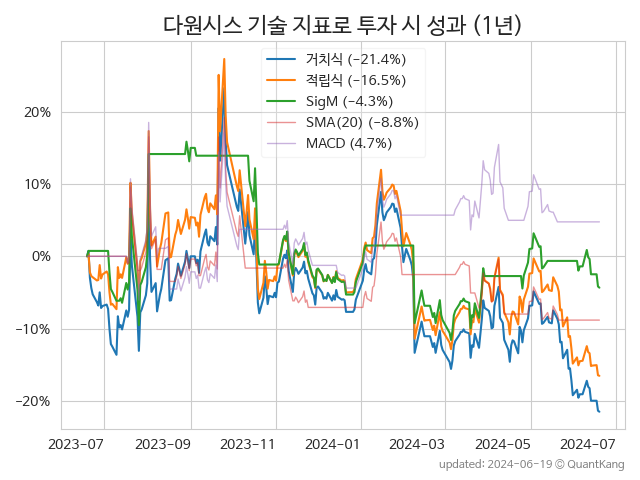 다원시스 기술 지표로 투자 시 성과 (1년)
거치식 (−21.4%)
적립식 (−16.5%)
SigM (−4.3%)
SMA(20) (−8.8%)
MACD (4.7%)
20%
10%
0%
−10%
−20%
2023-07 2023-09 2023-11 2024-01 2024-03 2024-05 2024-07
updated: 2024-06-19 © QuantKang